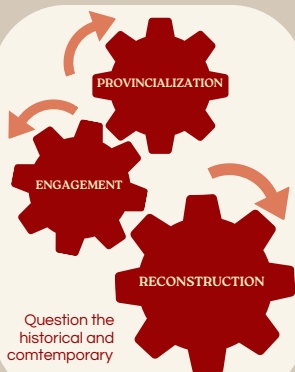 PROVINCIALIZATION
ENGAGEMENT
RECONSTRUCTION
Question the
historical and
comtemporary